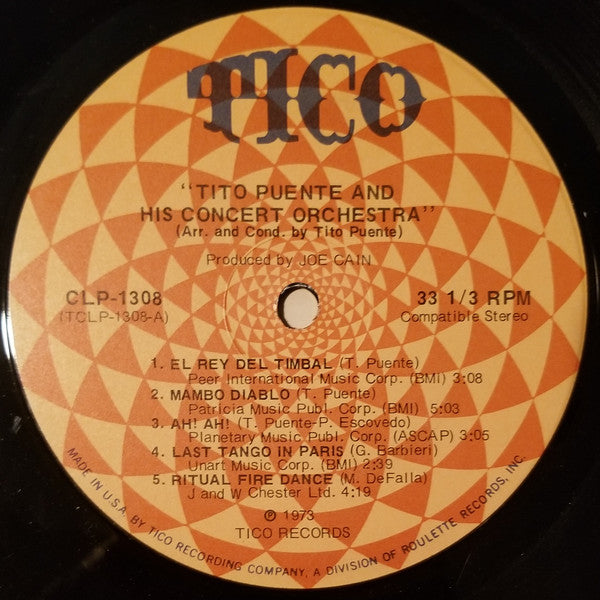 TICO
"TITO PUENTE AND
HIS CONCERT ORCHESTRA"
(Arr. and Cond. by Tito Puente)
Produced by JOE CAIN
CLP-1308
(TCLP-1308-A)
33 1/3 RPM
Compatible Stereo
1. EL REY DEL TIMBAL (T. Puente)
Peer International Music Corp. (BMI) 3:08
2. MAMBO DIABLO (T. Puente)
Patricia Music Publ. Corp. (BMI) 5:03
3. AH! AH! (T. Puente-P. Escovedo)
Planetary Music Publ. Corp. (ASCAP) 3:05
4. LAST TANGO IN PARIS (G. Barbieri)
Unart Music Corp. (BMI) 2:39
5. RITUAL FIRE DANCE (M. DeFalla)
J and W Chester Ltd. 4:19
℗ 1973
TICO RECORDS
MADE IN U.S.A. BY TICO RECORDING COMPANY, A DIVISION OF ROULETTE RECORDS, INC.